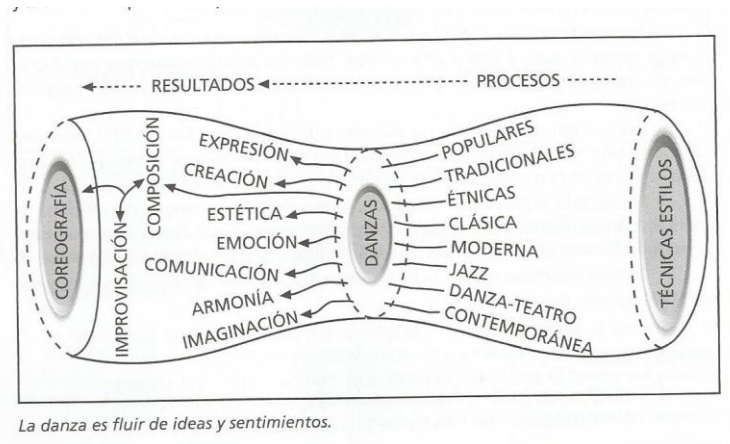 RESULTADOS
PROCESOS
COREOGRAFÍA
IMPROVISACIÓN
COMPOSICIÓN
EXPRESIÓN
CREACIÓN
ESTÉTICA
EMOCIÓN
COMUNICACIÓN
ARMONÍA
IMAGINACIÓN
DANZAS
POPULARES
TRADICIONALES
ÉTNICAS
CLÁSICA
MODERNA
JAZZ
DANZA-TEATRO
CONTEMPORÁNEA
TÉCNICAS ESTILOS
La danza es fluir de ideas y sentimientos.